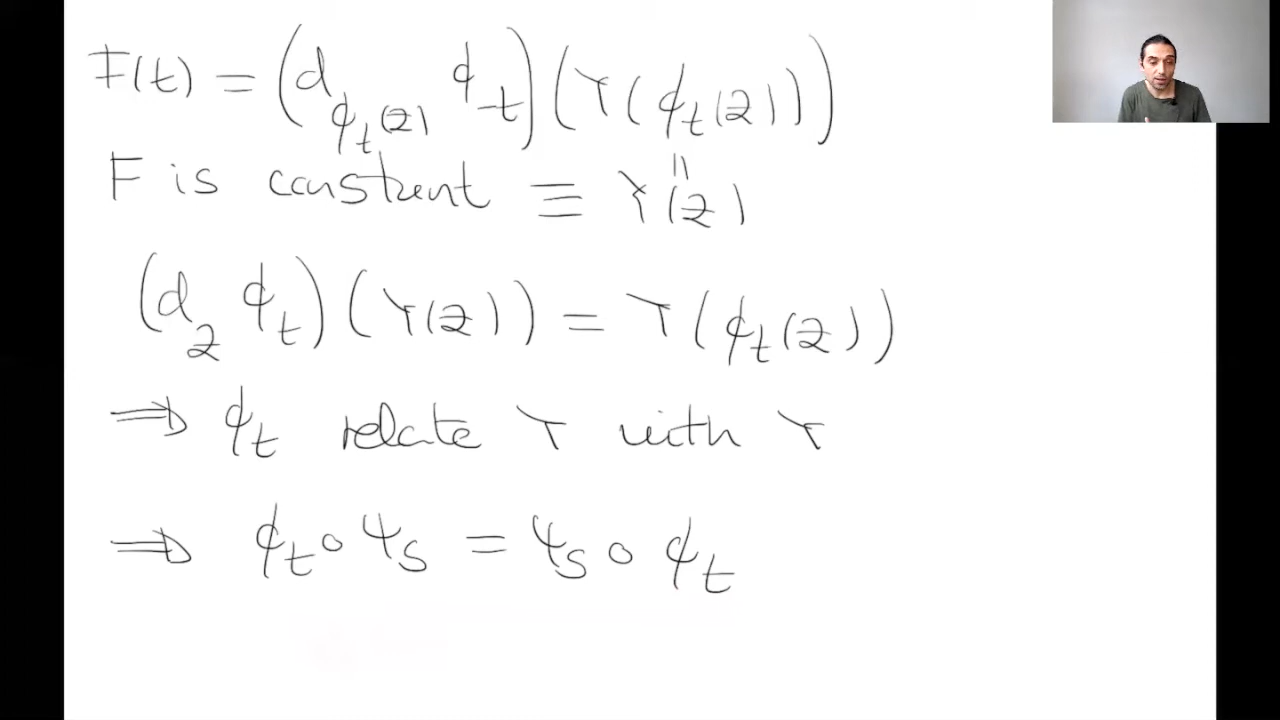 F(t) = (d_{ϕ_t(z)} ϕ_{-t})(Y(ϕ_t(z)))
F is constant ≡ Y(z)
(d_z ϕ_t)(Y(z)) = Y(ϕ_t(z))
⇒ ϕ_t relate Y with Y
⇒ ϕ_t ∘ ψ_s = ψ_s ∘ ϕ_t